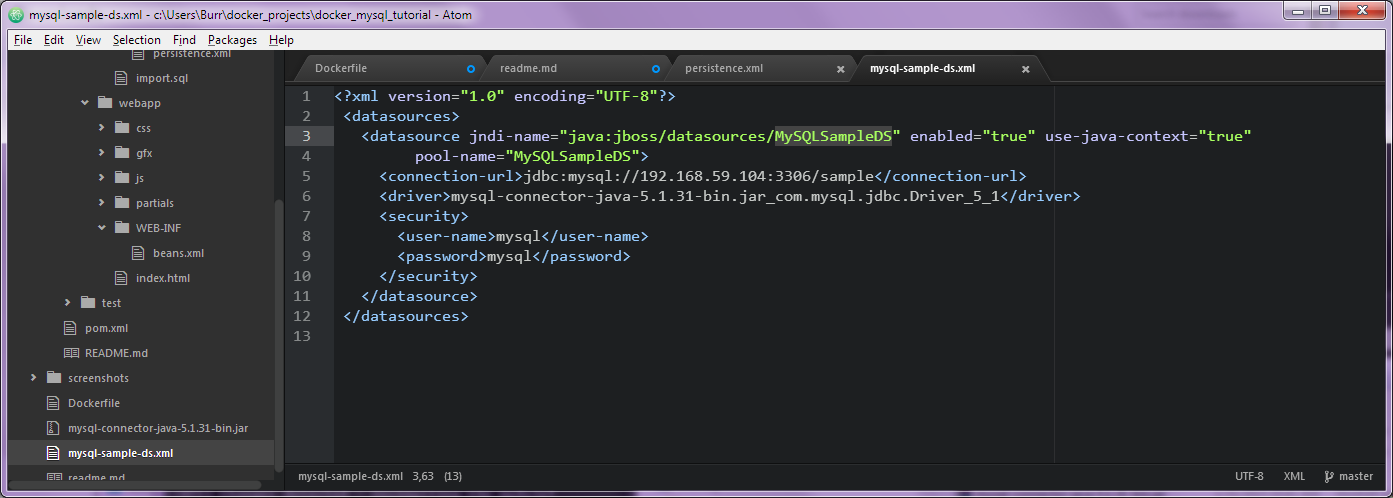 mysql-sample-ds.xml - c:\Users\Burr\docker_projects\docker_mysql_tutorial - Atom
File Edit View Selection Find Packages Help
persistence.xml
import.sql
webapp
css
gfx
js
partials
WEB-INF
beans.xml
index.html
test
pom.xml
README.md
screenshots
Dockerfile
mysql-connector-java-5.1.31-bin.jar
mysql-sample-ds.xml
readme.md
Dockerfile readme.md persistence.xml mysql-sample-ds.xml
1 <?xml version="1.0" encoding="UTF-8"?>
2 <datasources>
3 <datasource jndi-name="java:jboss/datasources/MySQLSampleDS" enabled="true" use-java-context="true"
4 pool-name="MySQLSampleDS">
5 <connection-url>jdbc:mysql://192.168.59.104:3306/sample</connection-url>
6 <driver>mysql-connector-java-5.1.31-bin.jar_com.mysql.jdbc.Driver_5_1</driver>
7 <security>
8 <user-name>mysql</user-name>
9 <password>mysql</password>
10 </security>
11 </datasource>
12 </datasources>
13
mysql-sample-ds.xml 3,63 (13) UTF-8 XML master